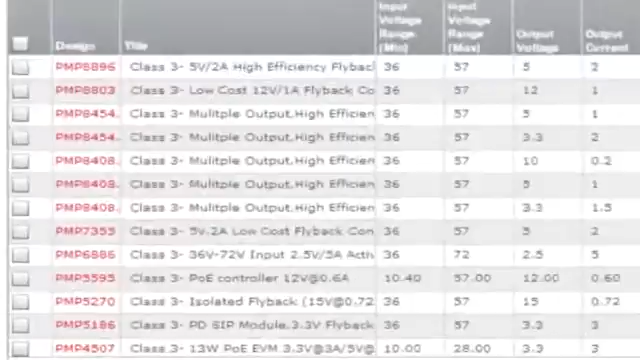 Design Title Input Voltage Range (Min) Input Voltage Range (Max) Output Voltage Output Current
PMP8896 Class 3- 5V/2A High Efficiency Flybac 36 57 5 2
PMP8803 Class 3- Low Cost 12V/1A Flyback Co 36 57 12 1
PMP8454. Class 3- Mulitple Output,High Efficien 36 57 5 1
PMP8454. Class 3- Mulitple Output,High Efficien 36 57 3.3 2
PMP8408. Class 3- Mulitple Output,High Efficien 36 57 10 0.2
PMP8408. Class 3- Mulitple Output,High Efficien 36 57 5 1
PMP8408. Class 3- Mulitple Output,High Efficien 36 57 3.3 1.5
PMP7355 Class 3- 5V-2A Low Cost Flyback Con 36 57 5 2
PMP6886 Class 3- 36V-72V Input 2.5V/5A Acti 36 72 2.5 5
PMP5595 Class 3- PoE controller 12V@0.6A 10.40 57.00 12.00 0.60
PMP5270 Class 3- Isolated Flyback (15V@0.72 36 57 15 0.72
PMP5186 Class 3- PD SIP Module,3.3V Flyback 36 57 3.3 3
PMP4507 Class 3- 13W PoE EVM 3.3V@3A/5V@ 10.00 28.00 3.3 3